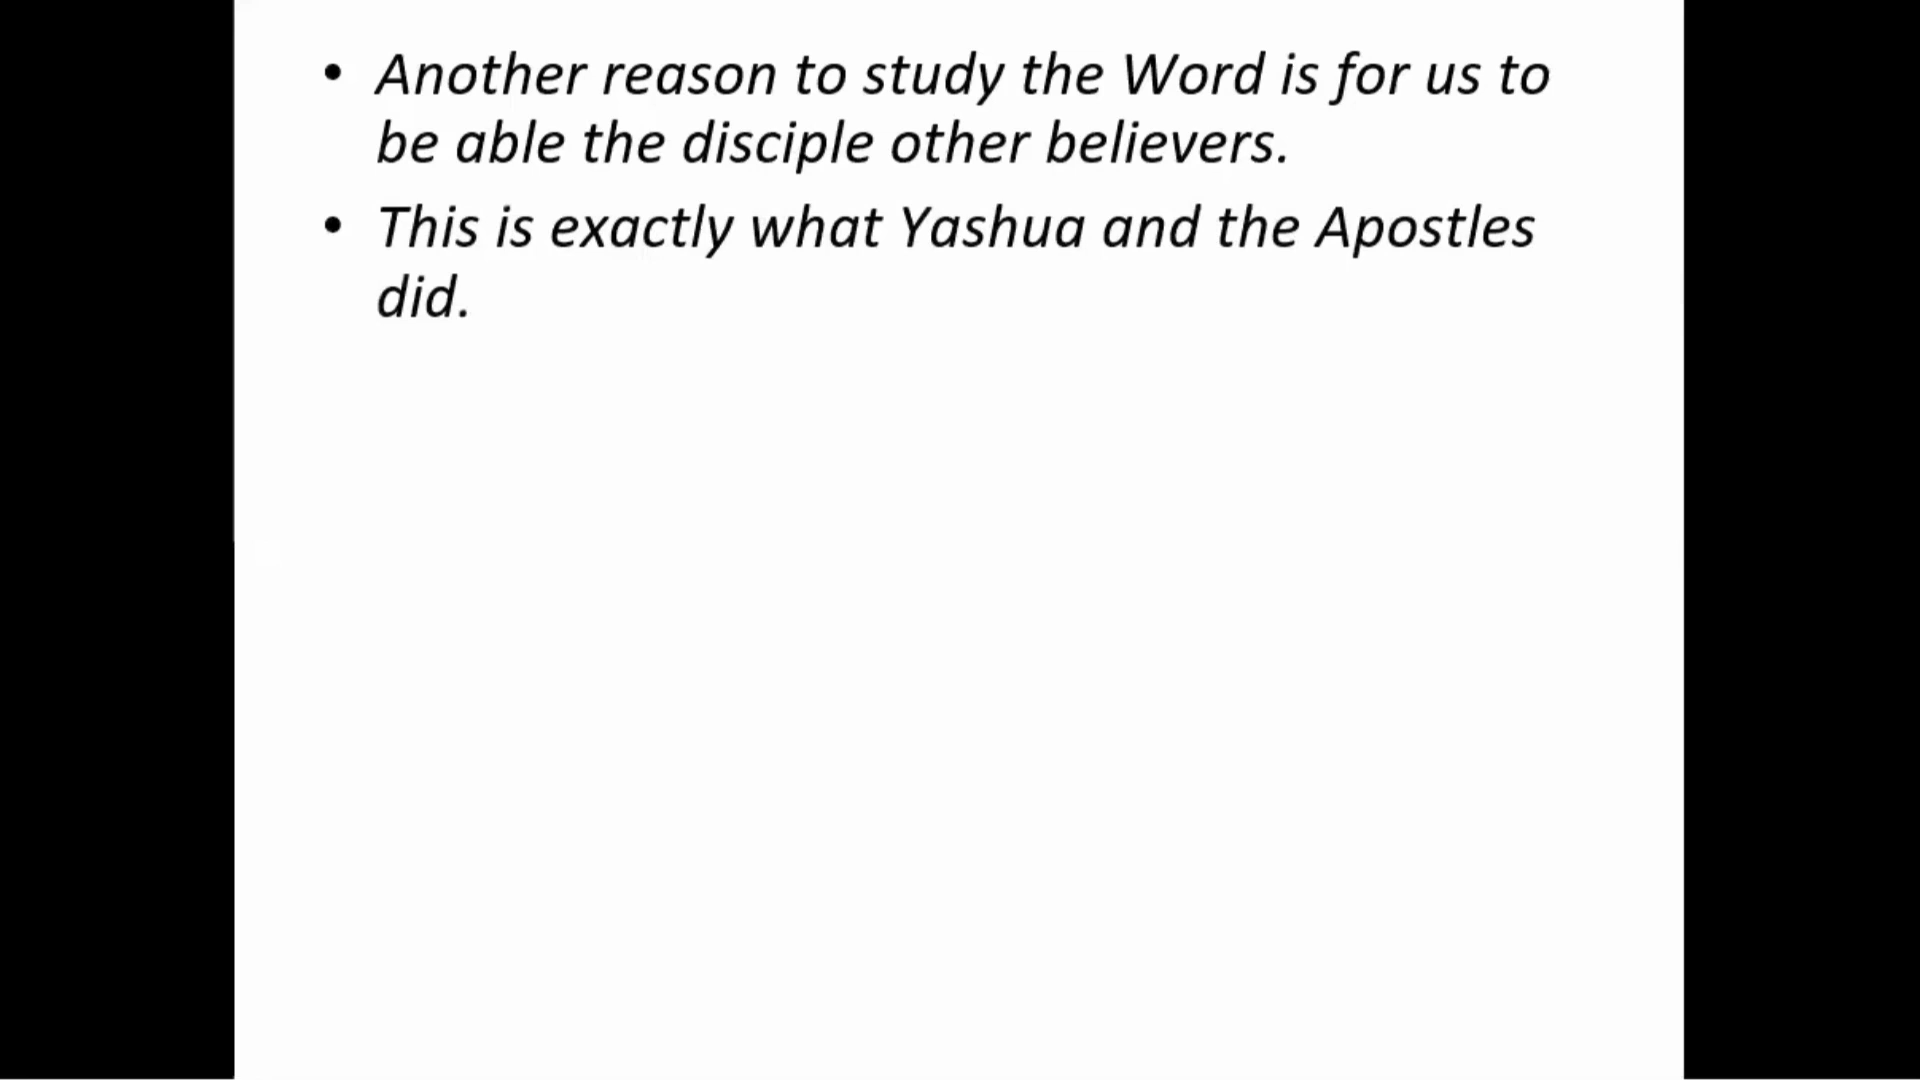 • Another reason to study the Word is for us to
be able the disciple other believers.
• This is exactly what Yashua and the Apostles
did.